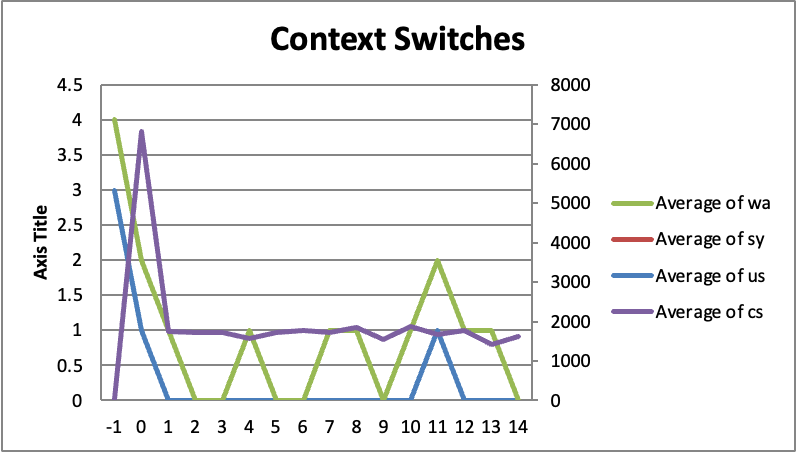 Context Switches
4.5
4
3.5
3
2.5
2
1.5
1
0.5
0
Axis Title
8000
7000
6000
5000
4000
3000
2000
1000
0
-1 0 1 2 3 4 5 6 7 8 9 10 11 12 13 14
Average of wa
Average of sy
Average of us
Average of cs